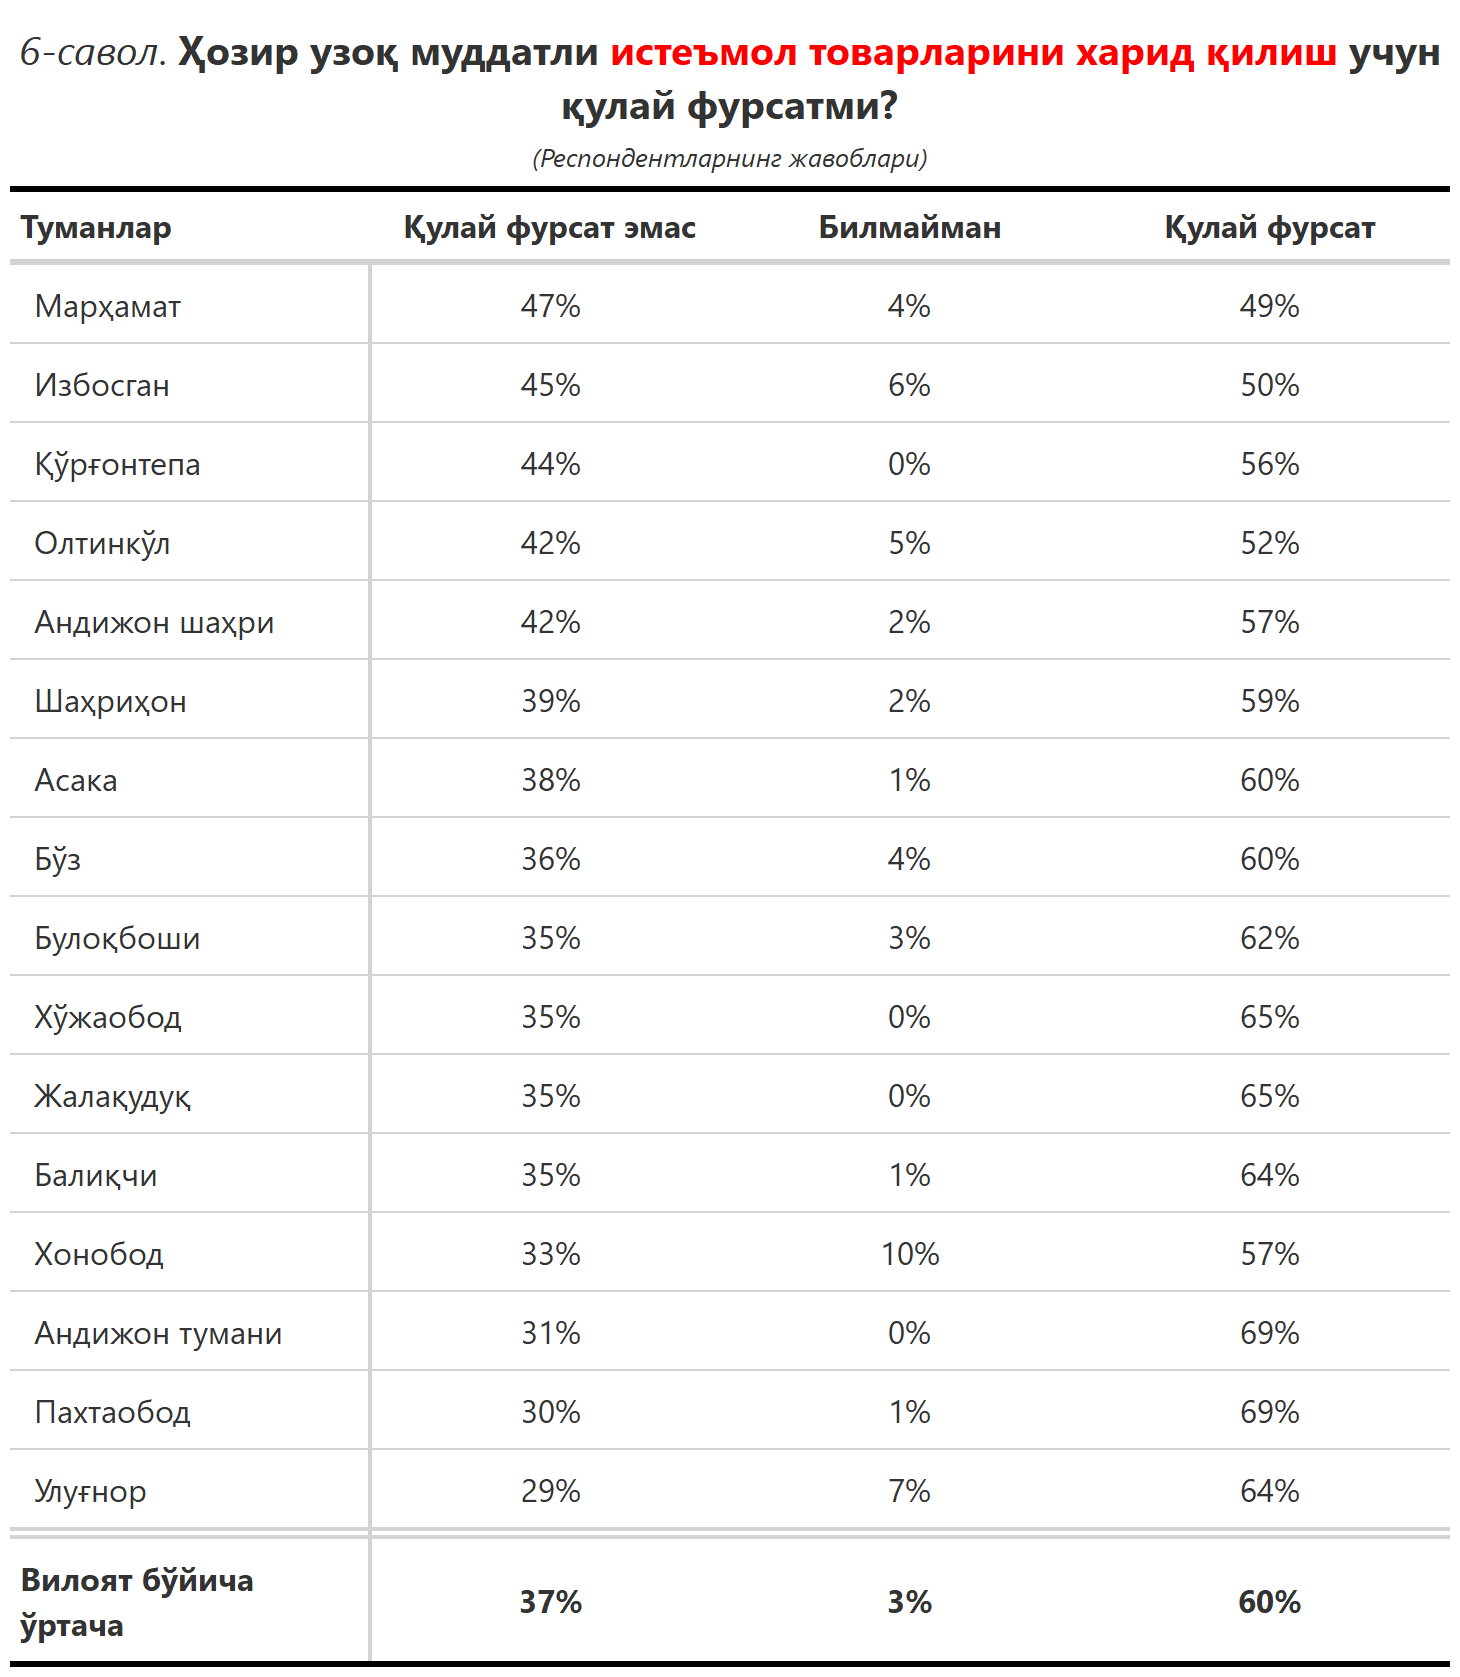 6-савол. Ҳозир узоқ муддатли истеъмол товарларини харид қилиш учун
қулай фурсатми?
(Респондентларнинг жавоблари)
Туманлар Қулай фурсат эмас Билмайман Қулай фурсат
Марҳамат 47% 4% 49%
Избосган 45% 6% 50%
Қўрғонтепа 44% 0% 56%
Олтинкўл 42% 5% 52%
Андижон шаҳри 42% 2% 57%
Шаҳриҳон 39% 2% 59%
Асака 38% 1% 60%
Бўз 36% 4% 60%
Булоқбоши 35% 3% 62%
Хўжаобод 35% 0% 65%
Жалақудуқ 35% 0% 65%
Балиқчи 35% 1% 64%
Хонобод 33% 10% 57%
Андижон тумани 31% 0% 69%
Пахтаобод 30% 1% 69%
Улуғнор 29% 7% 64%
Вилоят бўйича
ўртача 37% 3% 60%